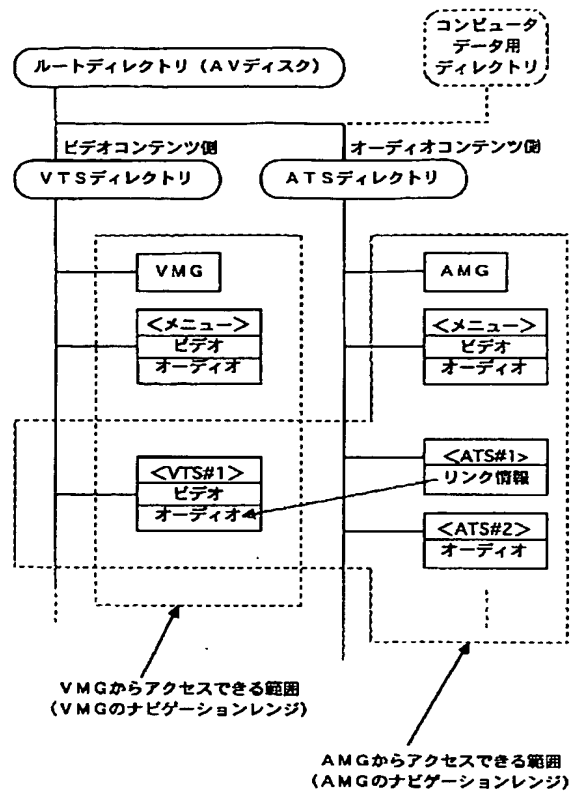 コンピュータ
データ用
ディレクトリ
ルートディレクトリ（AVディスク）
ビデオコンテンツ側
オーディオコンテンツ側
VTSディレクトリ
ATSディレクトリ
VMG
AMG
＜メニュー＞
ビデオ
オーディオ
＜メニュー＞
ビデオ
オーディオ
＜VTS#1＞
ビデオ
オーディオ
＜ATS#1＞
リンク情報
＜ATS#2＞
オーディオ
VMGからアクセスできる範囲
（VMGのナビゲーションレンジ）
AMGからアクセスできる範囲
（AMGのナビゲーションレンジ）